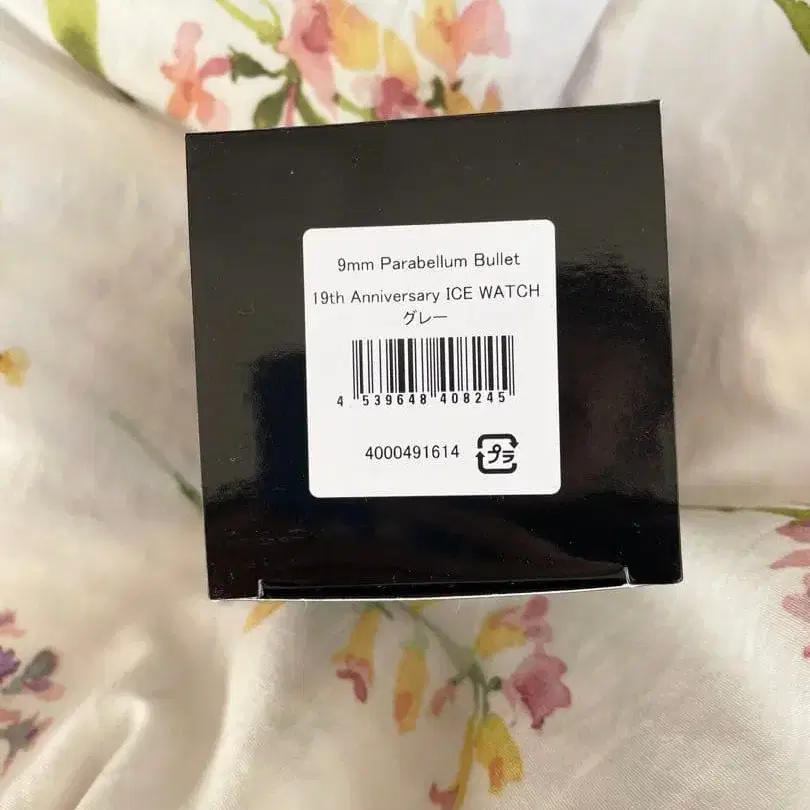 9mm Parabellum Bullet
19th Anniversary ICE WATCH
グレー
4 539648 408245
4000491614 プラ